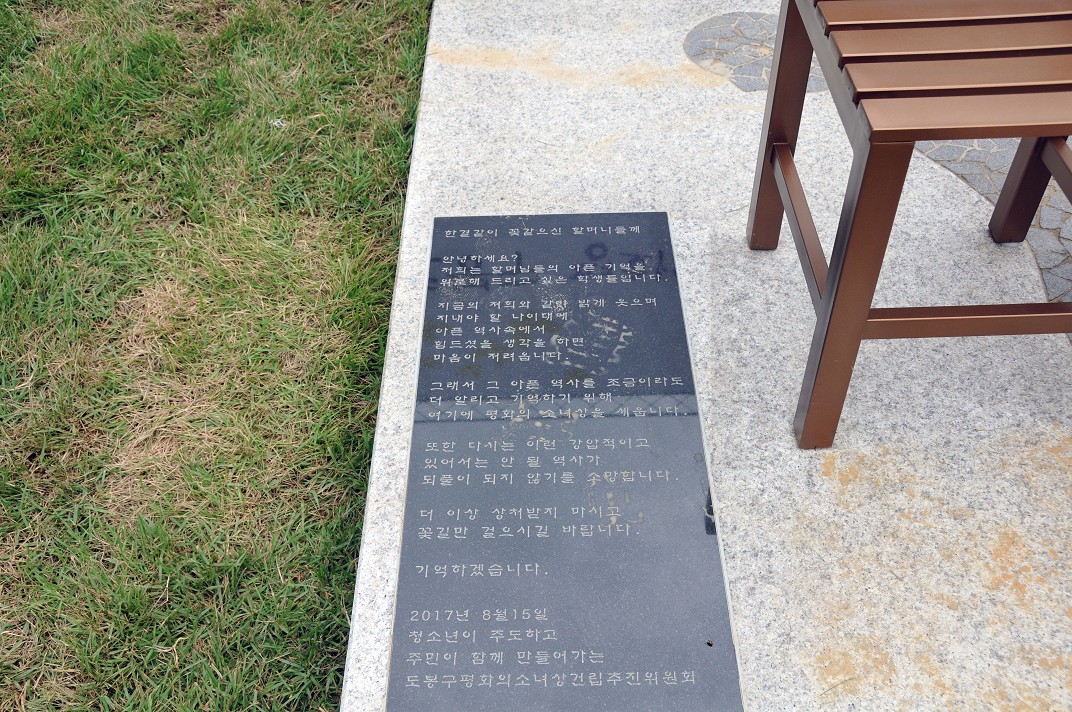 한결같이 꽃같으신 할머니들께
안녕하세요?
저희는 할머님들의 아픈 기억을
위로해 드리고 싶은 학생들입니다.
지금의 저희와 같이 밝게 웃으며
지내야 할 나이대에
아픈 역사속에서
힘드셨을 생각을 하면
마음이 저려옵니다
그래서 그 아픈 역사를 조금이라도
더 알리고 기억하기 위해
여기에 평화의 소녀상을 세웁니다.
또한 다시는 이런 강압적이고
있어서는 안 될 역사가
되풀이 되지 않기를 소망합니다.
더 이상 상처받지 마시고
꽃길만 걸으시길 바랍니다.
기억하겠습니다.
2017년 8월15일
청소년이 주도하고
주민이 함께 만들어가는
도봉구평화의소녀상건립추진위원회